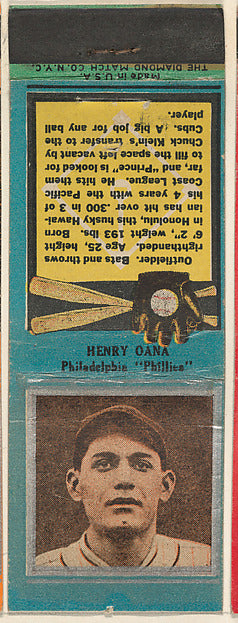 Made in U.S.A.
THE DIAMOND MATCH CO. N.Y.C.
Outfielder. Bats and throws
righthanded. Age 25, height
6' 2", weight 193 lbs. Born
in Honolulu, this husky Hawai-
ian has hit over .300 in 3 of
his 4 years with the Pacific
Coast League. He hits them
far, and "Prince" is looked for
to fill the space left vacant by
Chuck Klein's transfer to the
Cubs. A big job for any ball
player.
HENRY OANA
Philadelphia "Phillies"